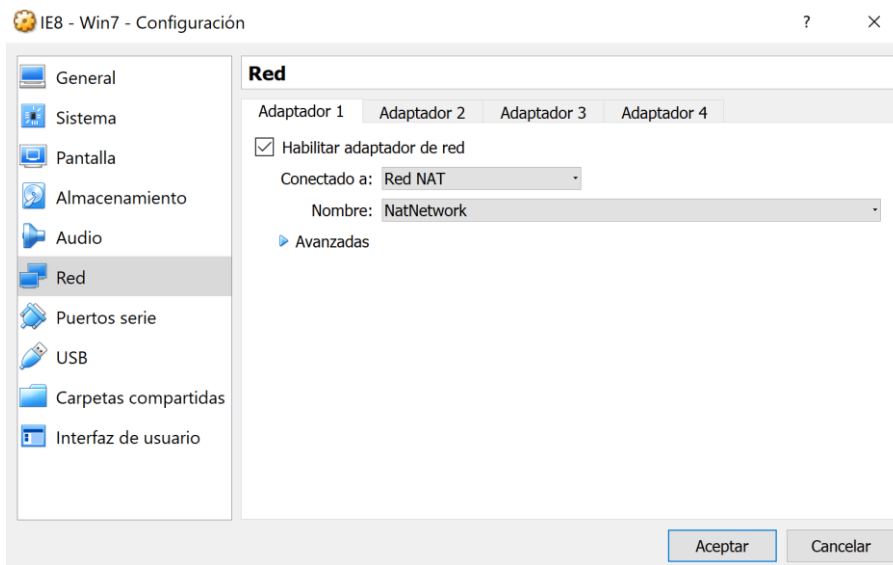 IE8 - Win7 - Configuración
?
General
Sistema
Pantalla
Almacenamiento
Audio
Red
Puertos serie
USB
Carpetas compartidas
Interfaz de usuario
Red
Adaptador 1 Adaptador 2 Adaptador 3 Adaptador 4
Habilitar adaptador de red
Conectado a: Red NAT
Nombre: NatNetwork
Avanzadas
Aceptar Cancelar